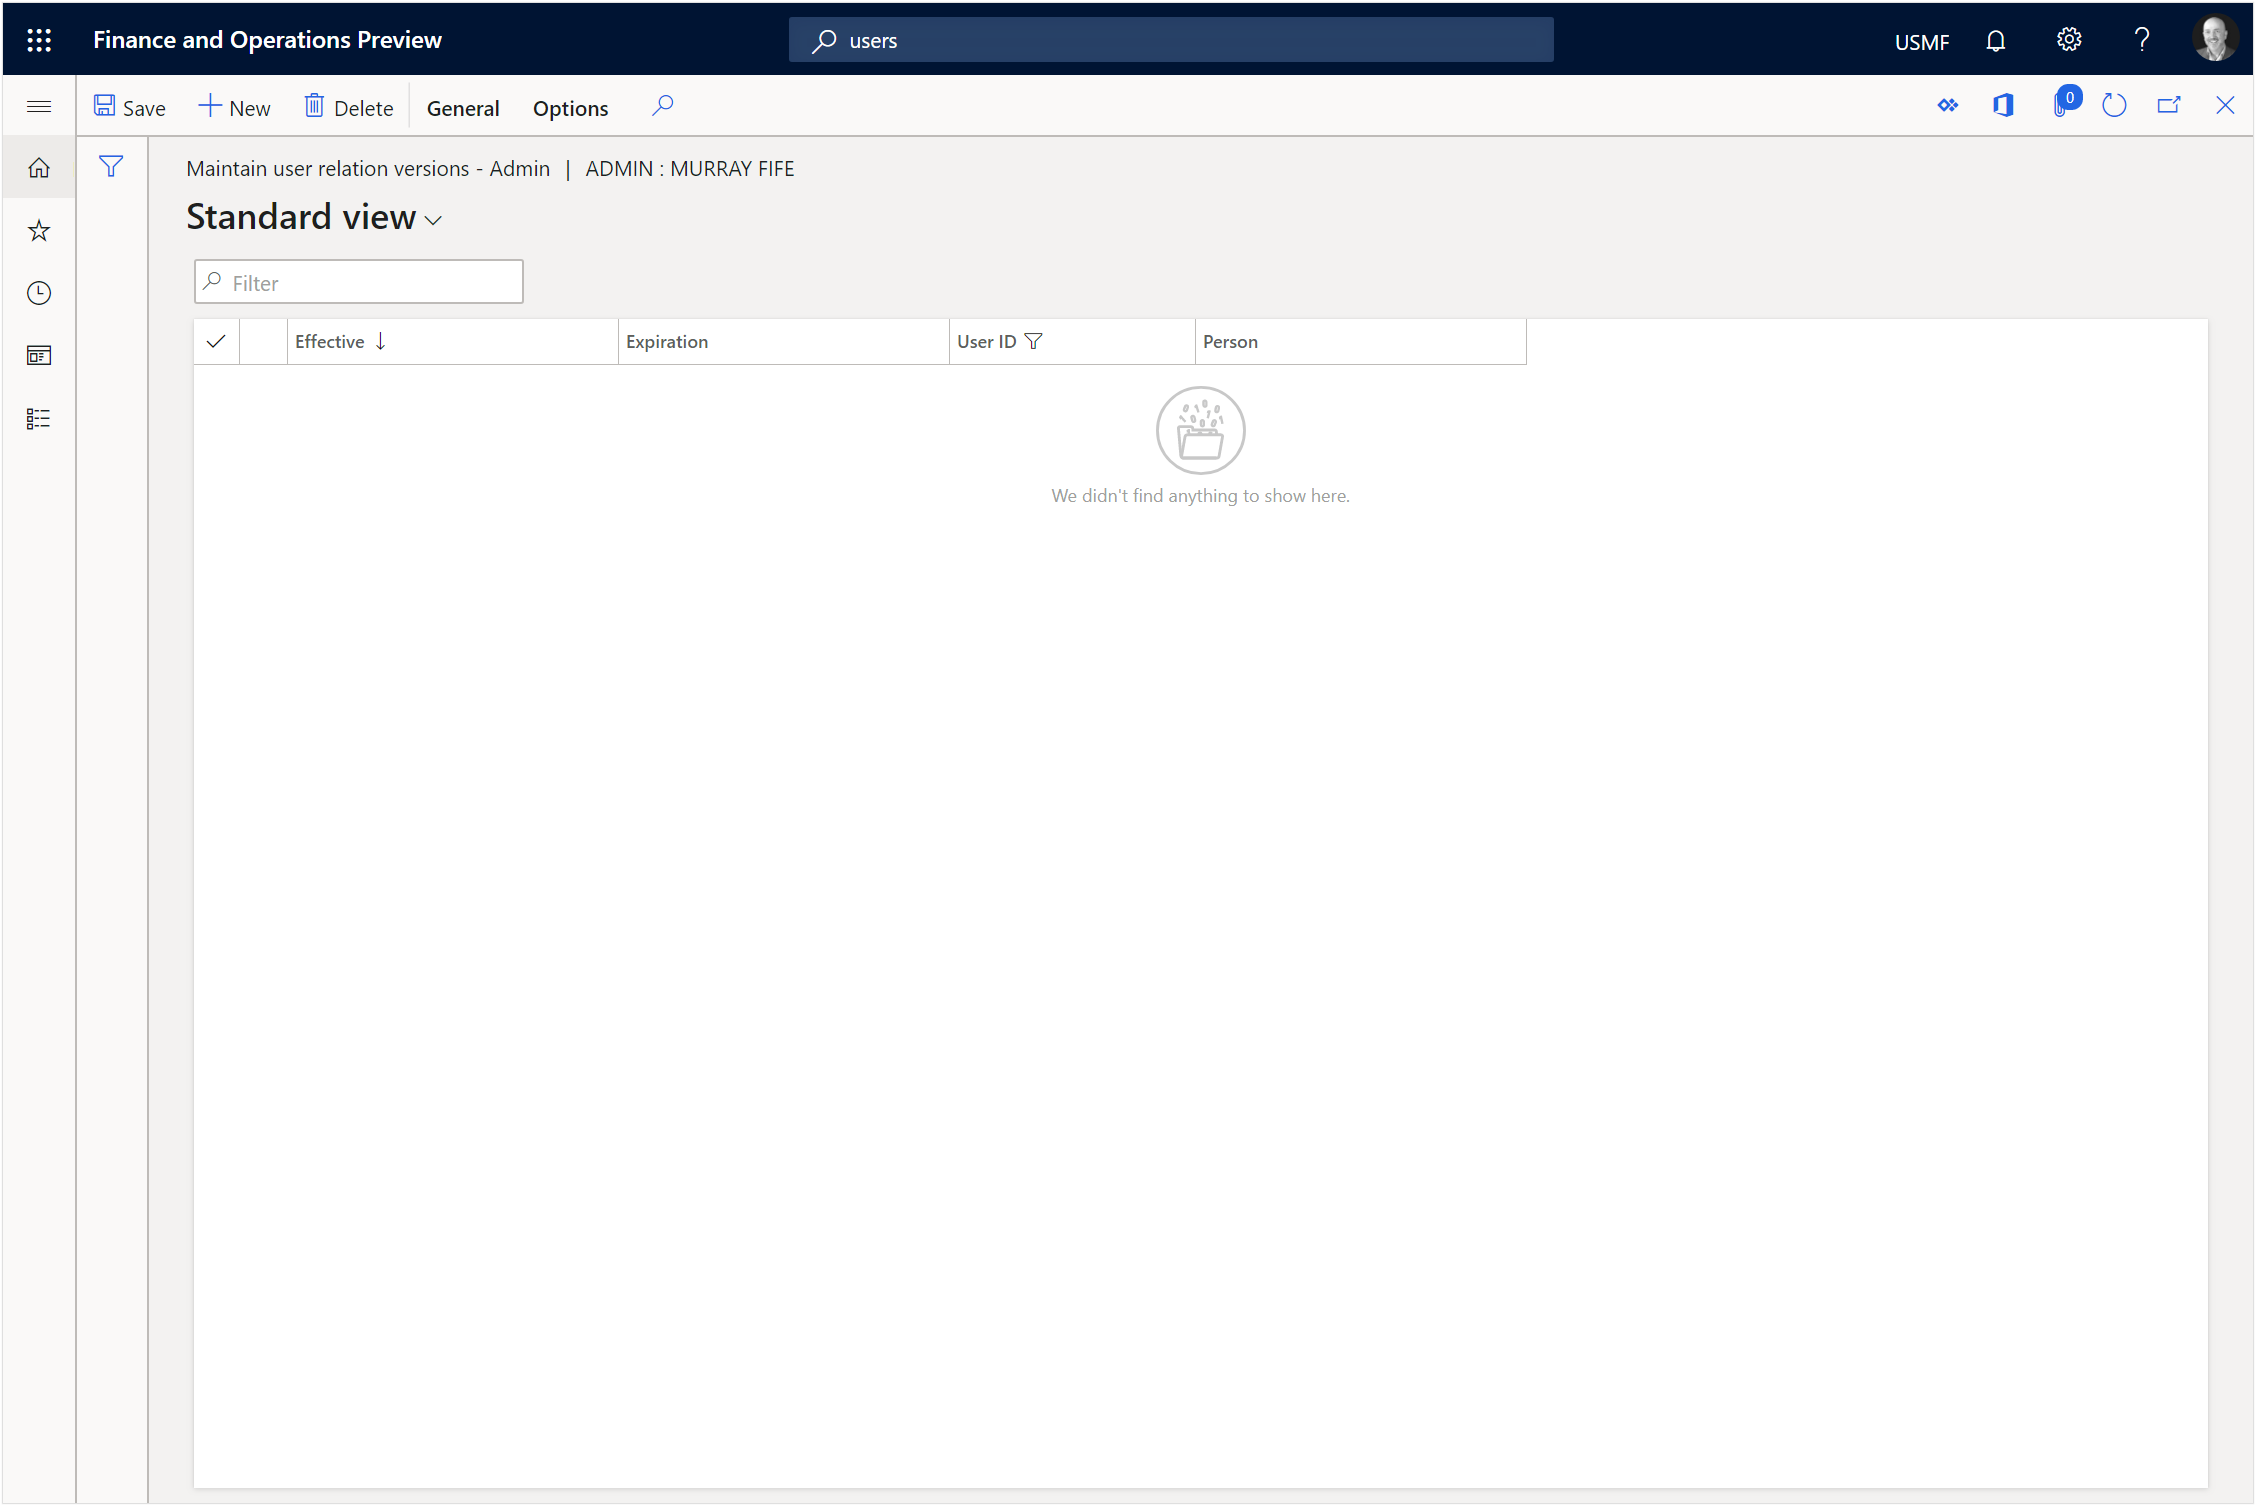 Finance and Operations Preview
users
USMF
Save
New
Delete
General
Options
0
Maintain user relation versions - Admin | ADMIN : MURRAY FIFE
Standard view
Filter
Effective
Expiration
User ID
Person
We didn't find anything to show here.